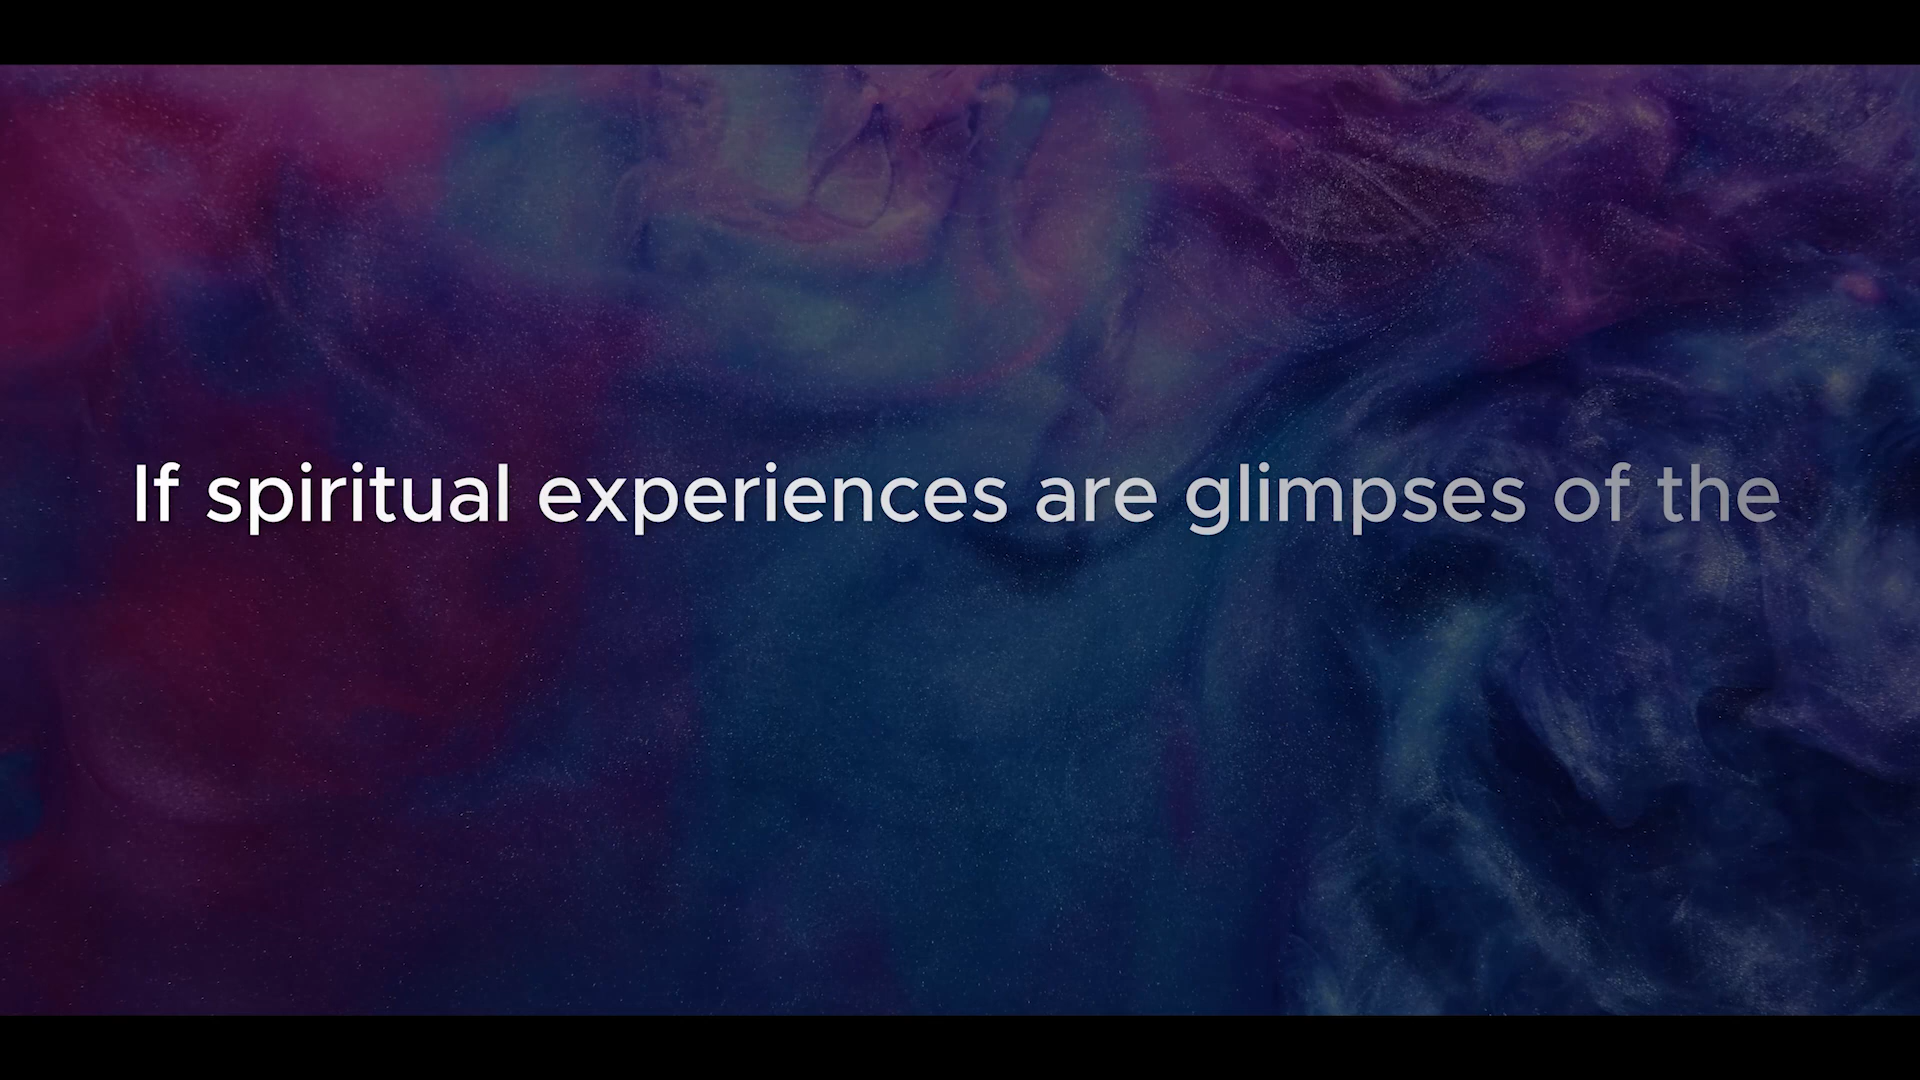 If spiritual experiences are glimpses of the